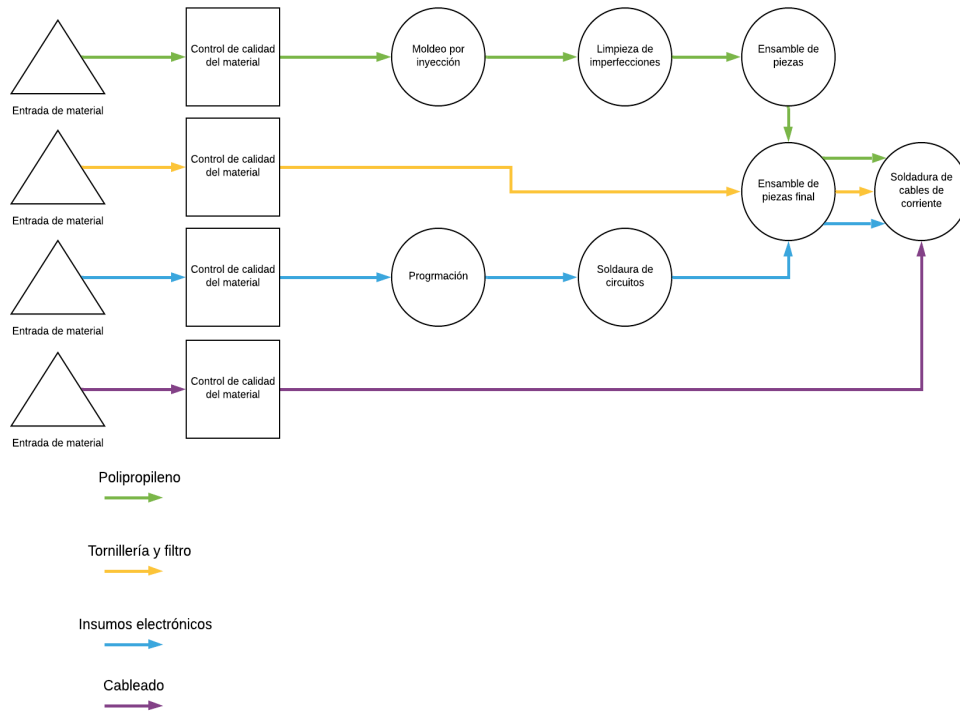 Entrada de material
Control de calidad
del material
Moldeo por
inyección
Limpieza de
imperfecciones
Ensamble de
piezas
Entrada de material
Control de calidad
del material
Ensamble de
piezas final
Soldadura de
cables de
corriente
Entrada de material
Control de calidad
del material
Progrmación
Soldaura de
circuitos
Entrada de material
Control de calidad
del material
Polipropileno
Tornillería y filtro
Insumos electrónicos
Cableado